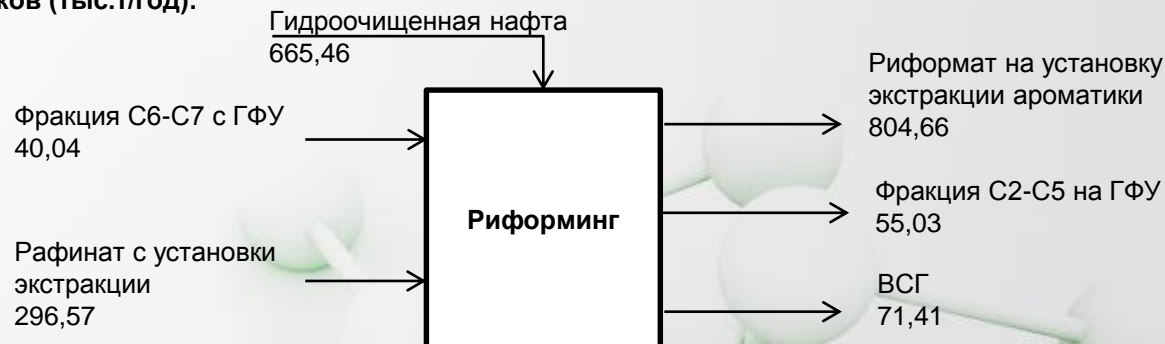 ков (тыс.т/год):
Гидроочищенная нафта
665,46
Фракция С6-С7 с ГФУ
40,04
Рафинат с установки
экстракции
296,57
Риформинг
Риформат на установку
экстракции ароматики
804,66
Фракция С2-С5 на ГФУ
55,03
ВСГ
71,41